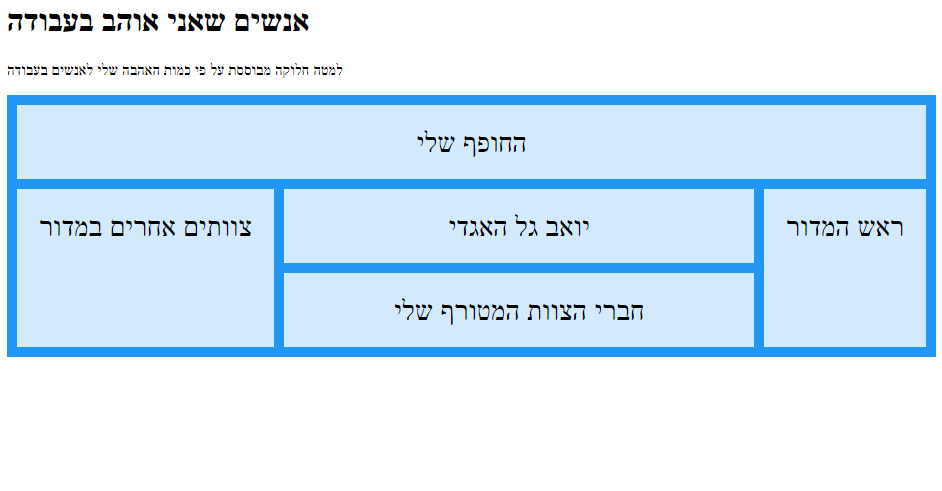 אנשים שאני אוהב בעבודה
למטה חלוקה מבוססת על פי כמות האהבה שלי לאנשים בעבודה
החופף שלי
ראש המדור
יואב גל האגדי
צוותים אחרים במדור
חברי הצוות המטורף שלי